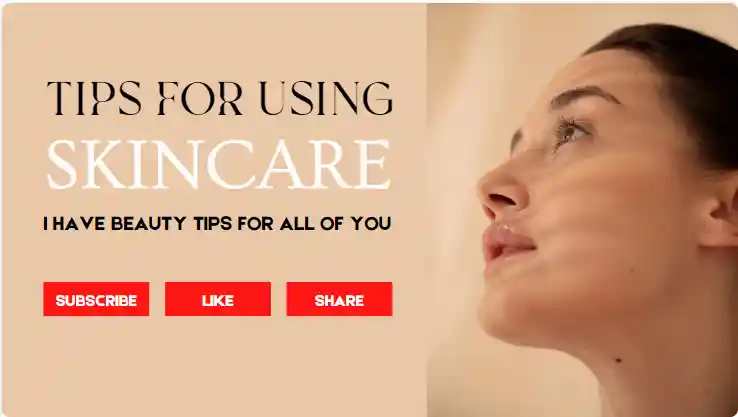 TIPS FOR USING
SKINCARE
I HAVE BEAUTY TIPS FOR ALL OF YOU
SUBSCRIBE LIKE SHARE